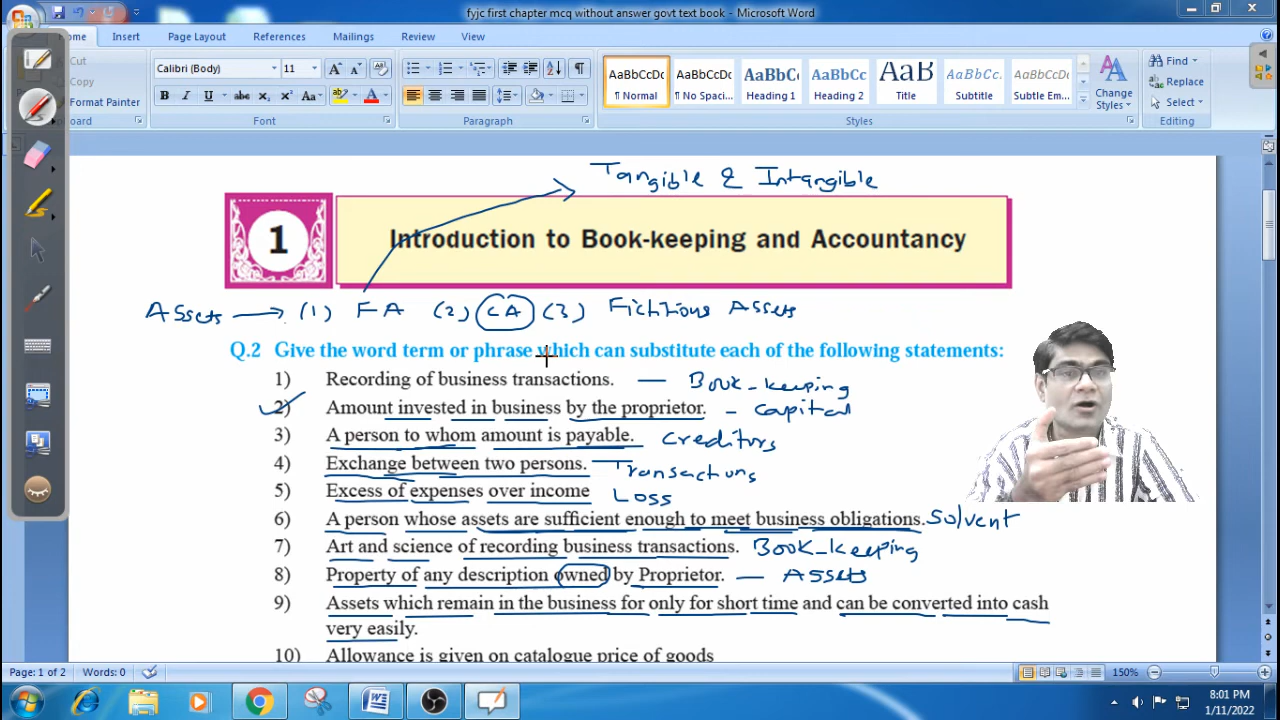 fyjc first chapter mcq without answer govt text book - Microsoft Word
Home Insert Page Layout References Mailings Review View
Cut
Copy
Format Painter
Clipboard
Calibri (Body) 11
Font
Paragraph
AaBbCcDc AaBbCcDc AaBbC AaBbCc AaB AaBbCc. AaBbCcDc
¶ Normal ¶ No Spaci... Heading 1 Heading 2 Title Subtitle Subtle Em...
Styles
Change Styles
Find
Replace
Select
Editing
Tangible & Intangible
1 Introduction to Book-keeping and Accountancy
Assets → (1) FA (2) CA (3) Fictitious Assets
Q.2 Give the word term or phrase which can substitute each of the following statements:
1) Recording of business transactions. — Book-keeping
2) Amount invested in business by the proprietor. - Capital
3) A person to whom amount is payable. Creditors
4) Exchange between two persons. Transactions
5) Excess of expenses over income Loss
6) A person whose assets are sufficient enough to meet business obligations. Solvent
7) Art and science of recording business transactions. Book-keeping
8) Property of any description owned by Proprietor. — Assets
9) Assets which remain in the business for only for short time and can be converted into cash
very easily.
10) Allowance is given on catalogue price of goods
Page: 1 of 2 Words: 0 150%
8:01 PM
1/11/2022